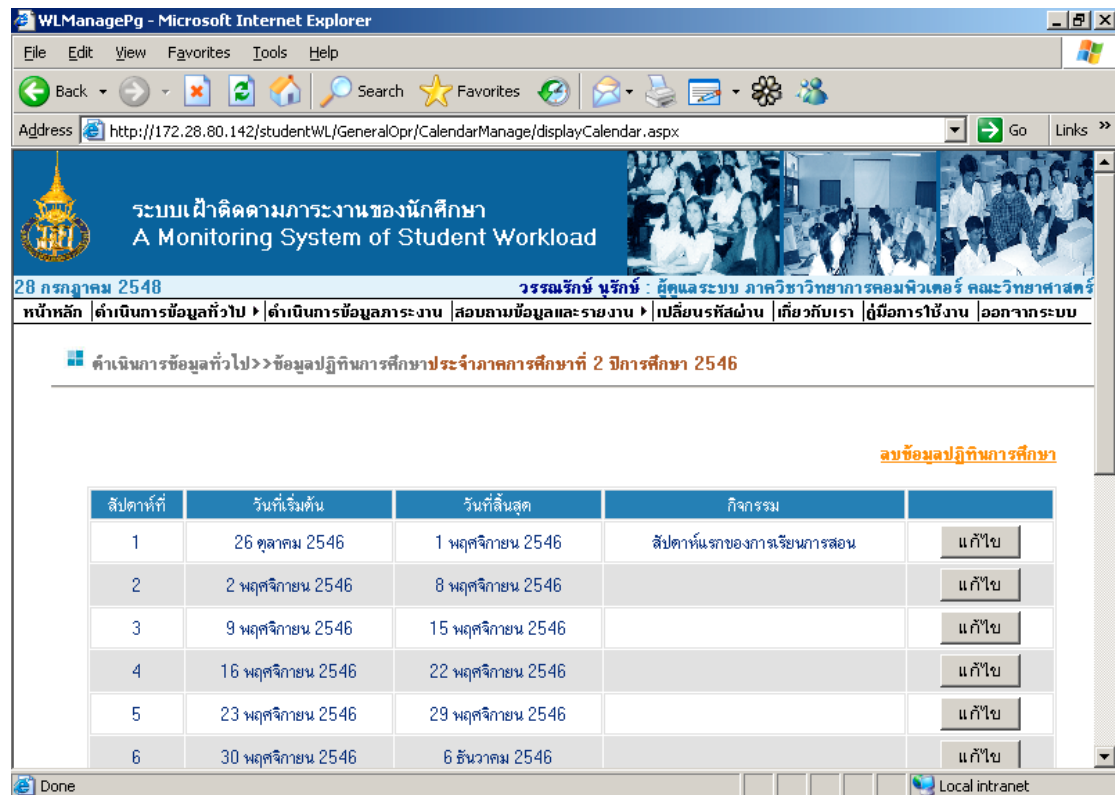 WLManagePg - Microsoft Internet Explorer
File Edit View Favorites Tools Help
Back Search Favorites
Address http://172.28.80.142/studentWL/GeneralOpr/CalendarManage/displayCalendar.aspx Go Links »
ระบบเฝ้าติดตามภาระงานของนักศึกษา
A Monitoring System of Student Workload
28 กรกฎาคม 2548 วรรณรักษ์ นุรักษ์ : ผู้ดูแลระบบ ภาควิชาวิทยาการคอมพิวเตอร์ คณะวิทยาศาสตร์
หน้าหลัก |ดำเนินการข้อมูลทั่วไป |ดำเนินการข้อมูลภาระงาน |สอบถามข้อมูลและรายงาน |เปลี่ยนรหัสผ่าน |เกี่ยวกับเรา |คู่มือการใช้งาน |ออกจากระบบ
ดำเนินการข้อมูลทั่วไป>>ข้อมูลปฏิทินการศึกษาประจำภาคการศึกษาที่ 2 ปีการศึกษา 2546
ลบข้อมูลปฏิทินการศึกษา
สัปดาห์ที่ วันที่เริ่มต้น วันที่สิ้นสุด กิจกรรม
1 26 ตุลาคม 2546 1 พฤศจิกายน 2546 สัปดาห์แรกของการเรียนการสอน แก้ไข
2 2 พฤศจิกายน 2546 8 พฤศจิกายน 2546 แก้ไข
3 9 พฤศจิกายน 2546 15 พฤศจิกายน 2546 แก้ไข
4 16 พฤศจิกายน 2546 22 พฤศจิกายน 2546 แก้ไข
5 23 พฤศจิกายน 2546 29 พฤศจิกายน 2546 แก้ไข
6 30 พฤศจิกายน 2546 6 ธันวาคม 2546 แก้ไข
Done Local intranet